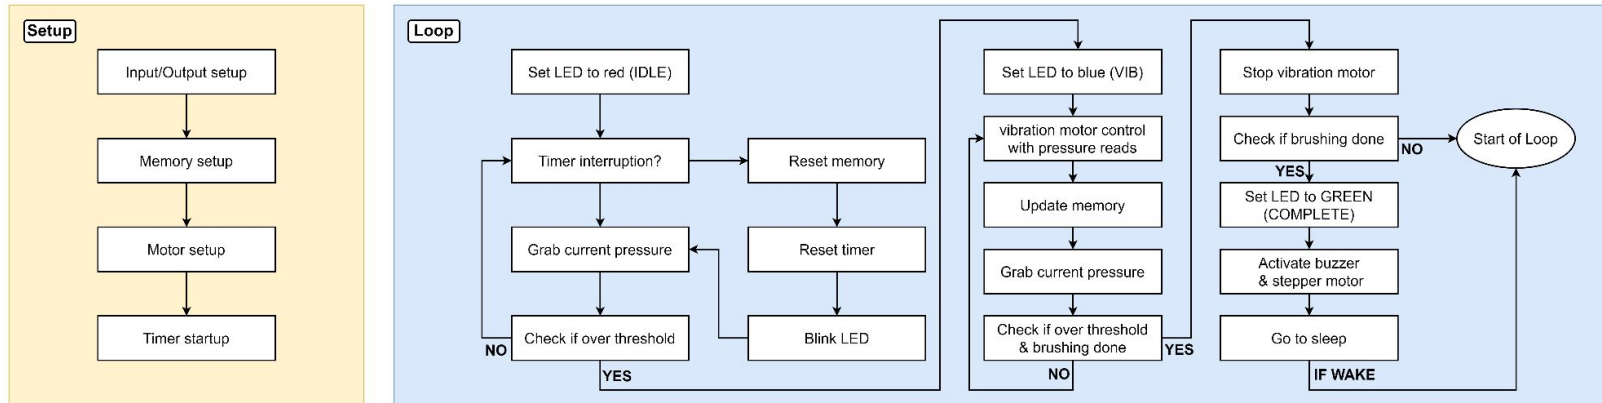 Setup
Input/Output setup
Memory setup
Motor setup
Timer startup
Loop
Set LED to red (IDLE)
Timer interruption?
Grab current pressure
Check if over threshold
NO
YES
Reset memory
Reset timer
Blink LED
Set LED to blue (VIB)
vibration motor control
with pressure reads
Update memory
Grab current pressure
Check if over threshold
& brushing done
NO
YES
Stop vibration motor
Check if brushing done
NO
YES
Start of Loop
Set LED to GREEN
(COMPLETE)
Activate buzzer
& stepper motor
Go to sleep
IF WAKE